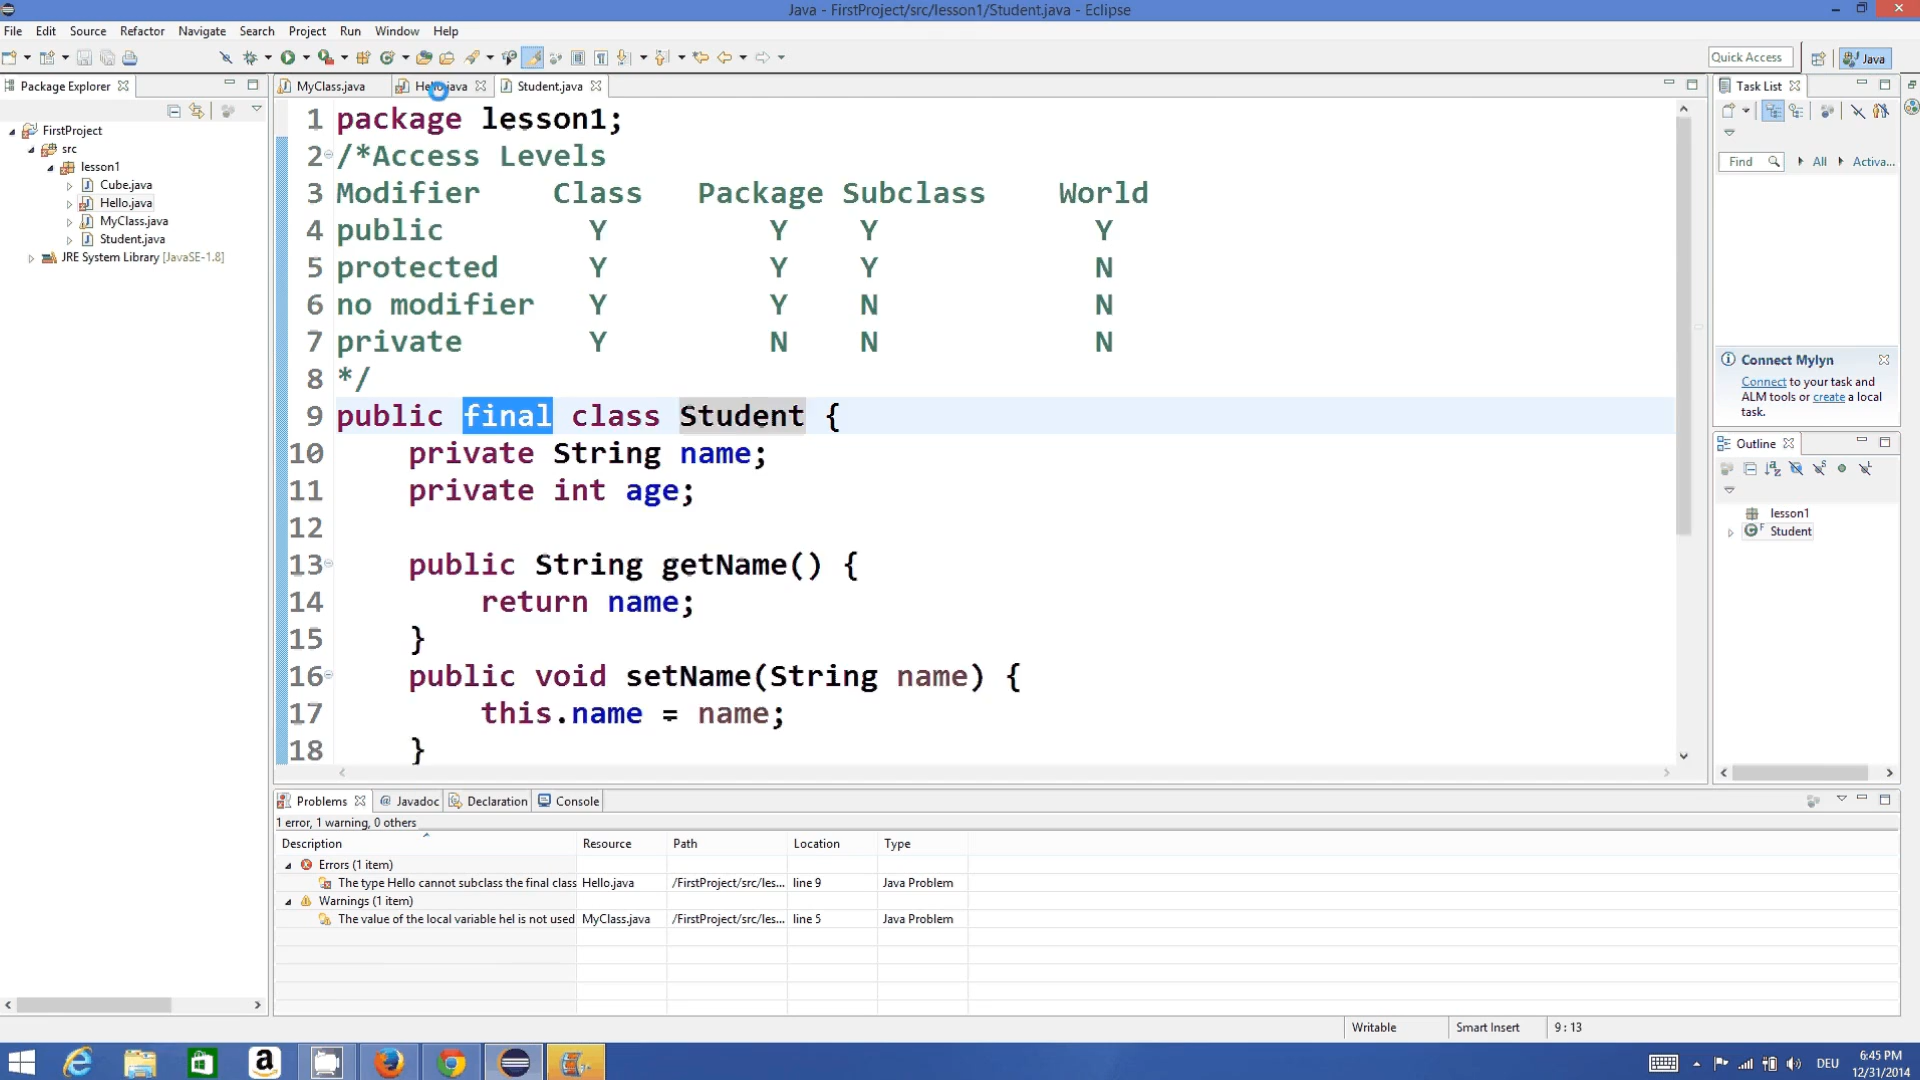 Java - FirstProject/src/lesson1/Student.java - Eclipse
File Edit Source Refactor Navigate Search Project Run Window Help
Quick Access
Java
Package Explorer
FirstProject
src
lesson1
Cube.java
Hello.java
MyClass.java
Student.java
JRE System Library [JavaSE-1.8]
MyClass.java Student.java
1 package lesson1;
2 /*Access Levels
3 Modifier Class Package Subclass World
4 public Y Y Y Y
5 protected Y Y Y N
6 no modifier Y Y N N
7 private Y N N N
8 */
9 public final class Student {
10 private String name;
11 private int age;
12
13 public String getName() {
14 return name;
15 }
16 public void setName(String name) {
17 this.name = name;
18 }
Task List
Find All Activa...
Connect Mylyn
Connect to your task and
ALM tools or create a local
task.
Outline
lesson1
Student
Problems Javadoc Declaration Console
1 error, 1 warning, 0 others
Description Resource Path Location Type
Errors (1 item)
The type Hello cannot subclass the final class Hello.java /FirstProject/src/les... line 9 Java Problem
Warnings (1 item)
The value of the local variable hel is not used MyClass.java /FirstProject/src/les... line 5 Java Problem
Writable Smart Insert 9 : 13
DEU
6:45 PM
12/31/2014